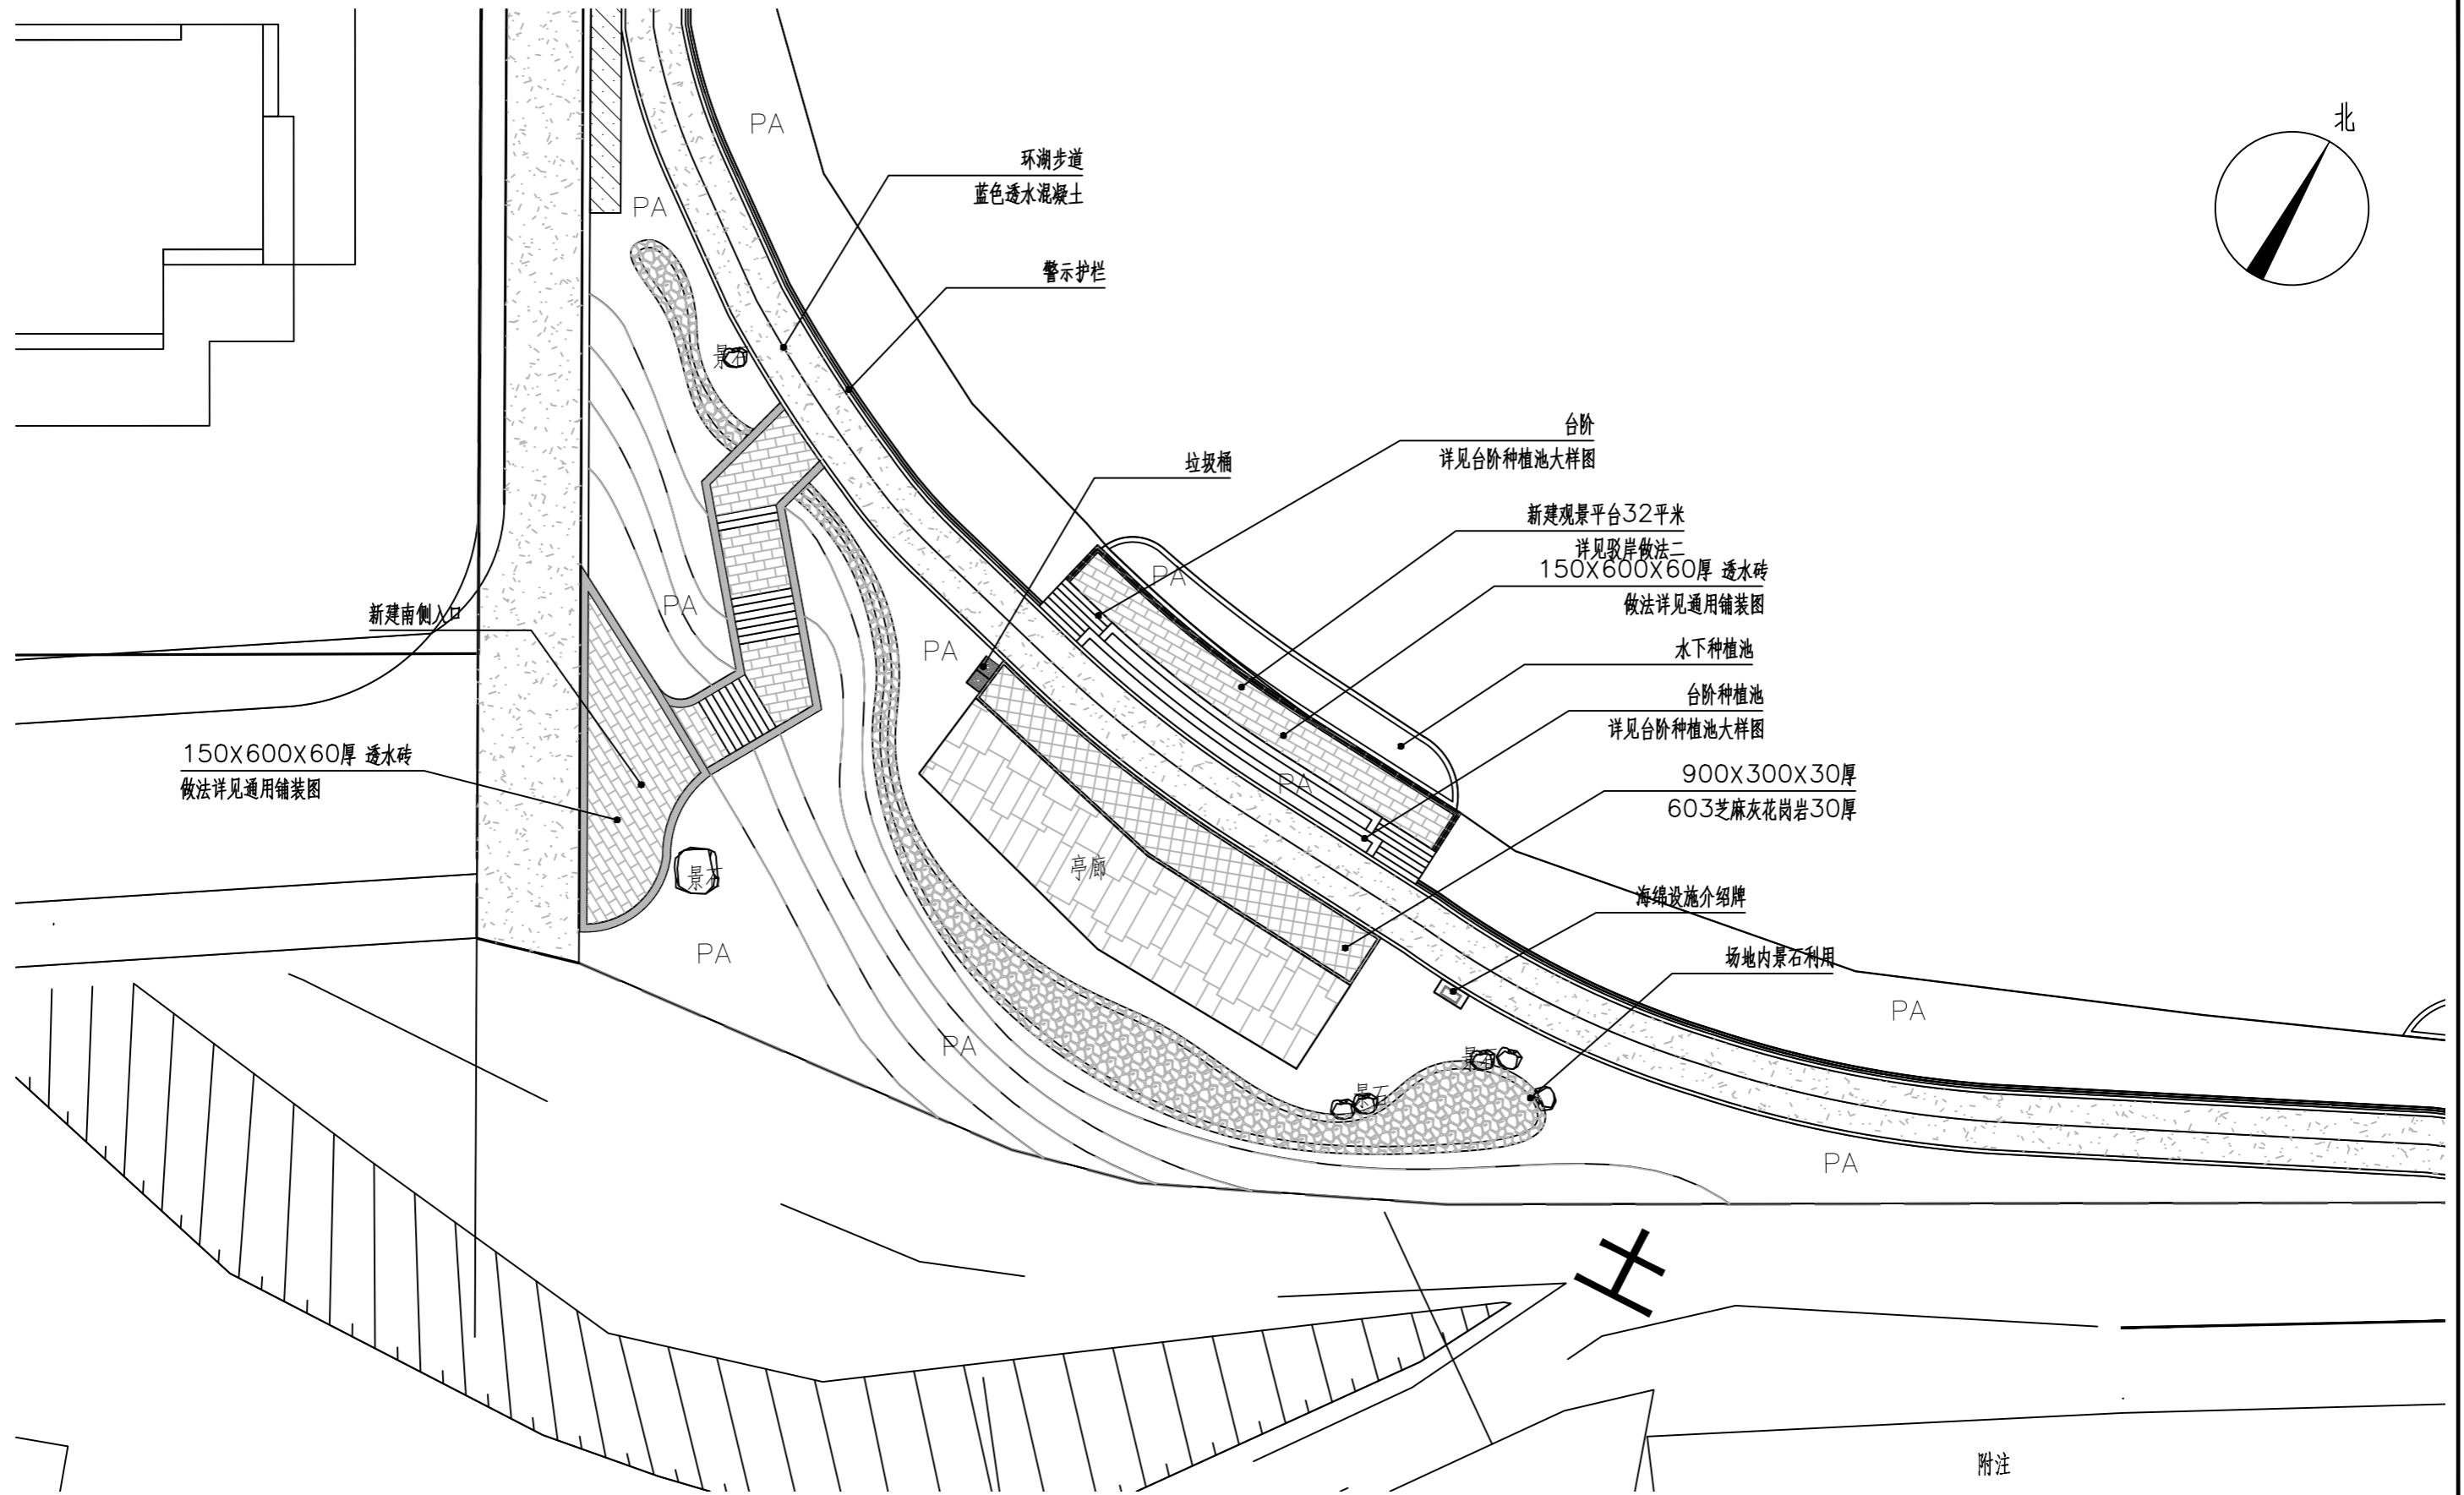 北
PA
环湖步道
蓝色透水混凝土
PA
警示护栏
景石
台阶
详见台阶种植池大样图
垃圾桶
新建观景平台32平米
详见驳岸做法二
150X600X60厚 透水砖
做法详见通用铺装图
PA
PA
新建南侧入口
PA
水下种植池
台阶种植池
详见台阶种植池大样图
150X600X60厚 透水砖
做法详见通用铺装图
900X300X30厚
603芝麻灰花岗岩30厚
PA
亭廊
景石
海绵设施介绍牌
PA
场地内景石利用
PA
PA
景石
景石
PA
土
附注